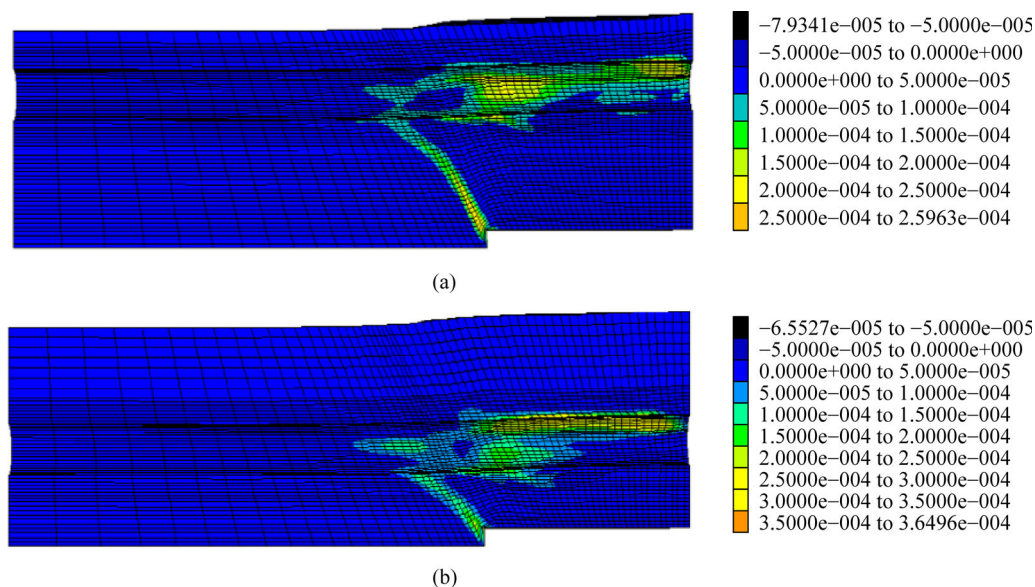 −7.9341e−005 to −5.0000e−005
−5.0000e−005 to 0.0000e+000
0.0000e+000 to 5.0000e−005
5.0000e−005 to 1.0000e−004
1.0000e−004 to 1.5000e−004
1.5000e−004 to 2.0000e−004
2.0000e−004 to 2.5000e−004
2.5000e−004 to 2.5963e−004
(a)
−6.5527e−005 to −5.0000e−005
−5.0000e−005 to 0.0000e+000
0.0000e+000 to 5.0000e−005
5.0000e−005 to 1.0000e−004
1.0000e−004 to 1.5000e−004
1.5000e−004 to 2.0000e−004
2.0000e−004 to 2.5000e−004
2.5000e−004 to 3.0000e−004
3.0000e−004 to 3.5000e−004
3.5000e−004 to 3.6496e−004
(b)